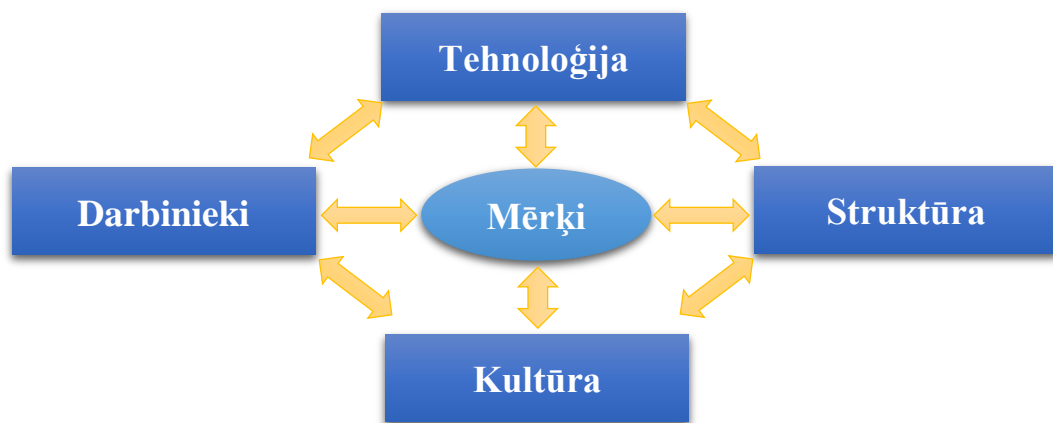 Tehnoloģija
Darbinieki
Mērķi
Struktūra
Kultūra